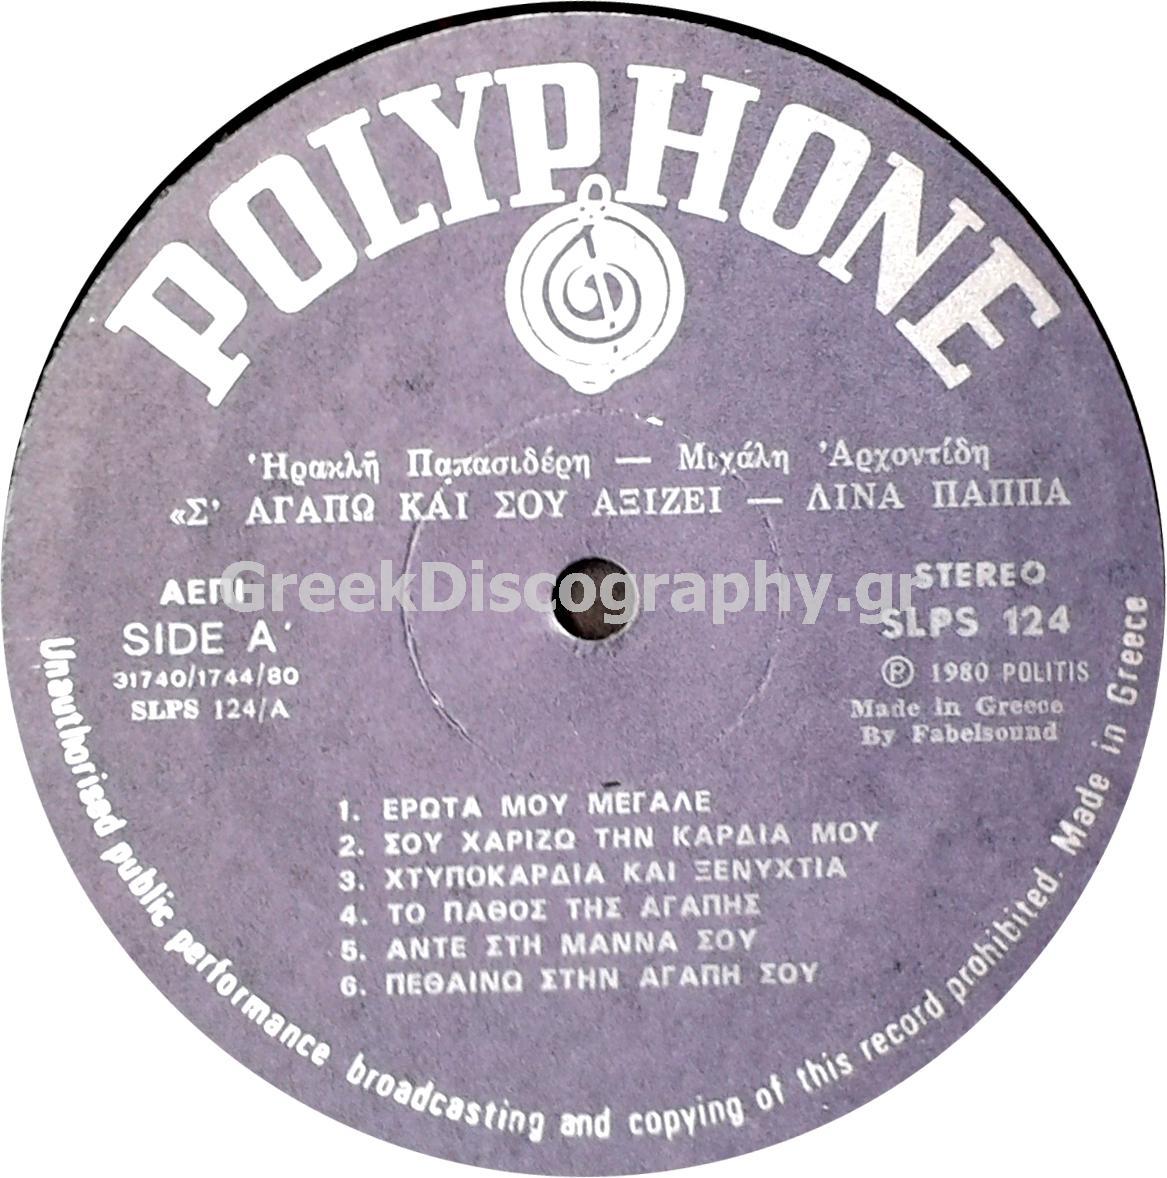 POLYPHONE
Ἡρακλῆ Παπασιδέρη — Μιχάλη Ἀρχοντίδη
«Σ' ΑΓΑΠΩ ΚΑΙ ΣΟΥ ΑΞΙΖΕΙ — ΛΙΝΑ ΠΑΠΠΑ
GreekDiscography.gr
ΑΕΠΙ
SIDE A'
31740/1744/80
SLPS 124/A
STEREO
SLPS 124
Ⓟ 1980 POLITIS
Made in Greece
By Fabelsound
1. ΕΡΩΤΑ ΜΟΥ ΜΕΓΑΛΕ
2. ΣΟΥ ΧΑΡΙΖΩ ΤΗΝ ΚΑΡΔΙΑ ΜΟΥ
3. ΧΤΥΠΟΚΑΡΔΙΑ ΚΑΙ ΞΕΝΥΧΤΙΑ
4. ΤΟ ΠΑΘΟΣ ΤΗΣ ΑΓΑΠΗΣ
5. ΑΝΤΕ ΣΤΗ ΜΑΝΝΑ ΣΟΥ
6. ΠΕΘΑΙΝΩ ΣΤΗΝ ΑΓΑΠΗ ΣΟΥ
Unauthorised public performance broadcasting and copying of this record prohibited. Made in Greece